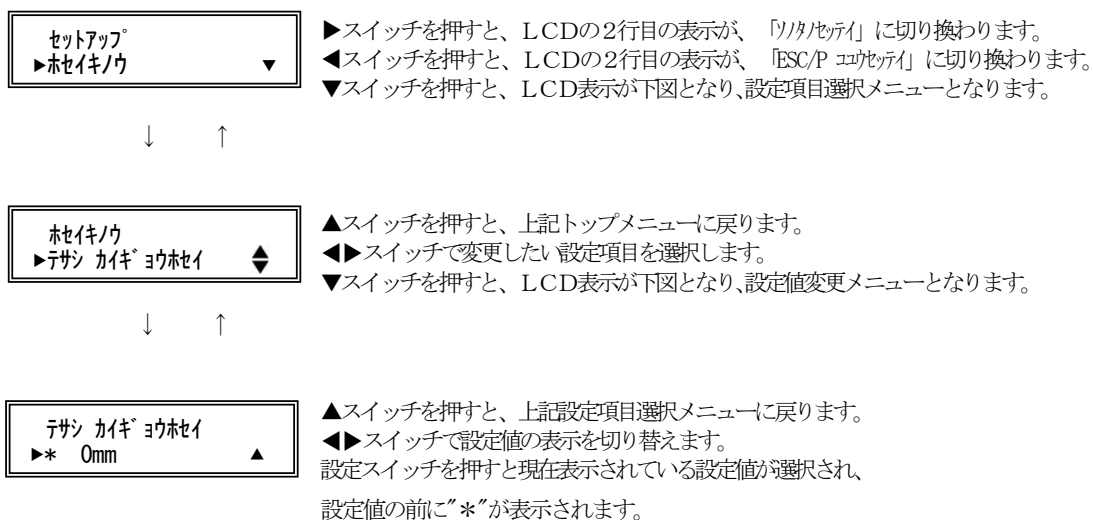 セットアップ
▶ホセイキノウ ▼
▶スイッチを押すと、LCDの2行目の表示が、「ソノタノセッテイ」に切り換わります。
◀スイッチを押すと、LCDの2行目の表示が、「ESC/P コユウセッテイ」に切り換わります。
▼スイッチを押すと、LCD表示が下図となり、設定項目選択メニューとなります。
↓ ↑
ホセイキノウ
▶テサシ カイギョウホセイ ◆
▲スイッチを押すと、上記トップメニューに戻ります。
◀▶スイッチで変更したい設定項目を選択します。
▼スイッチを押すと、LCD表示が下図となり、設定値変更メニューとなります。
↓ ↑
テサシ カイギョウホセイ
▶* 0mm ▲
▲スイッチを押すと、上記設定項目選択メニューに戻ります。
◀▶スイッチで設定値の表示を切り替えます。
設定スイッチを押すと現在表示されている設定値が選択され、
設定値の前に″*″が表示されます。